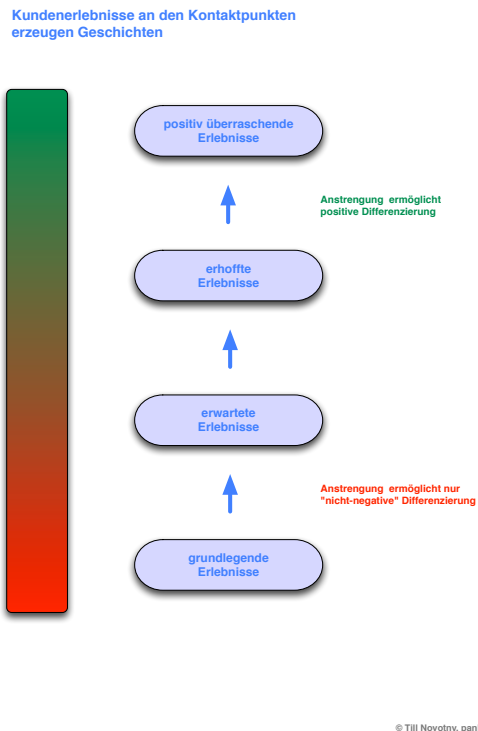 Kundenerlebnisse an den Kontaktpunkten
erzeugen Geschichten
positiv überraschende
Erlebnisse
Anstrengung ermöglicht
positive Differenzierung
erhoffte
Erlebnisse
erwartete
Erlebnisse
Anstrengung ermöglicht nur
"nicht-negative" Differenzierung
grundlegende
Erlebnisse
© Till Novotny, pan